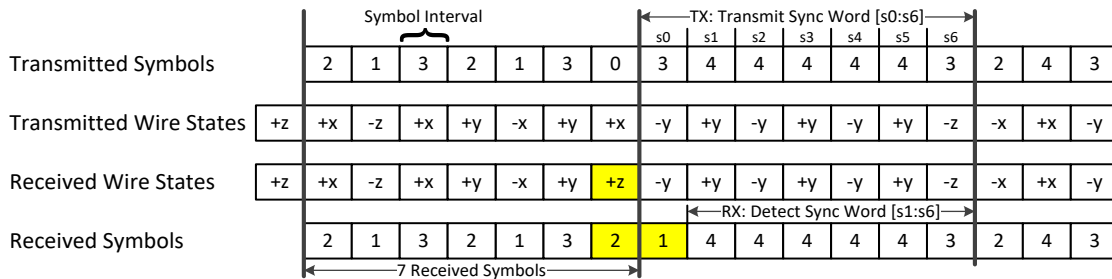 Symbol Interval
TX: Transmit Sync Word [s0:s6]
s0 s1 s2 s3 s4 s5 s6
Transmitted Symbols 2 1 3 2 1 3 0 3 4 4 4 4 4 3 2 4 3
Transmitted Wire States +z +x -z +x +y -x +y +x -y +y -y +y -y +y -z -x +x -y
Received Wire States +z +x -z +x +y -x +y +z -y +y -y +y -y +y -z -x +x -y
RX: Detect Sync Word [s1:s6]
Received Symbols 2 1 3 2 1 3 2 1 4 4 4 4 4 3 2 4 3
7 Received Symbols